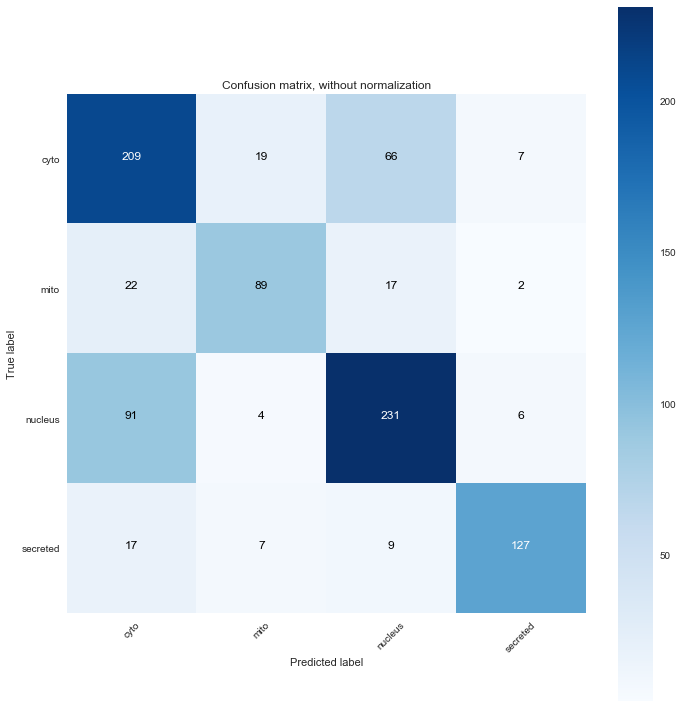 Confusion matrix, without normalization
200
150
100
50
True label
cyto
209 19 66 7
mito
22 89 17 2
nucleus
91 4 231 6
secreted
17 7 9 127
cyto
mito
nucleus
secreted
Predicted label